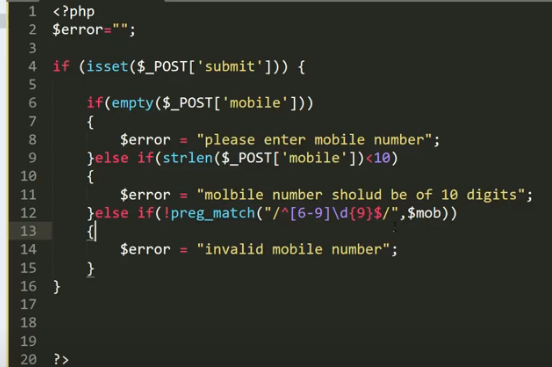 1 <?php
2 $error="";
3
4 if (isset($_POST['submit'])) {
5
6 if(empty($_POST['mobile']))
7 {
8 $error = "please enter mobile number";
9 }else if(strlen($_POST['mobile'])<10)
10 {
11 $error = "molbile number sholud be of 10 digits";
12 }else if(!preg_match("/^[6-9]\d{9}$/",$mob))
13 {
14 $error = "invalid mobile number";
15 }
16 }
17
18
19
20 ?>